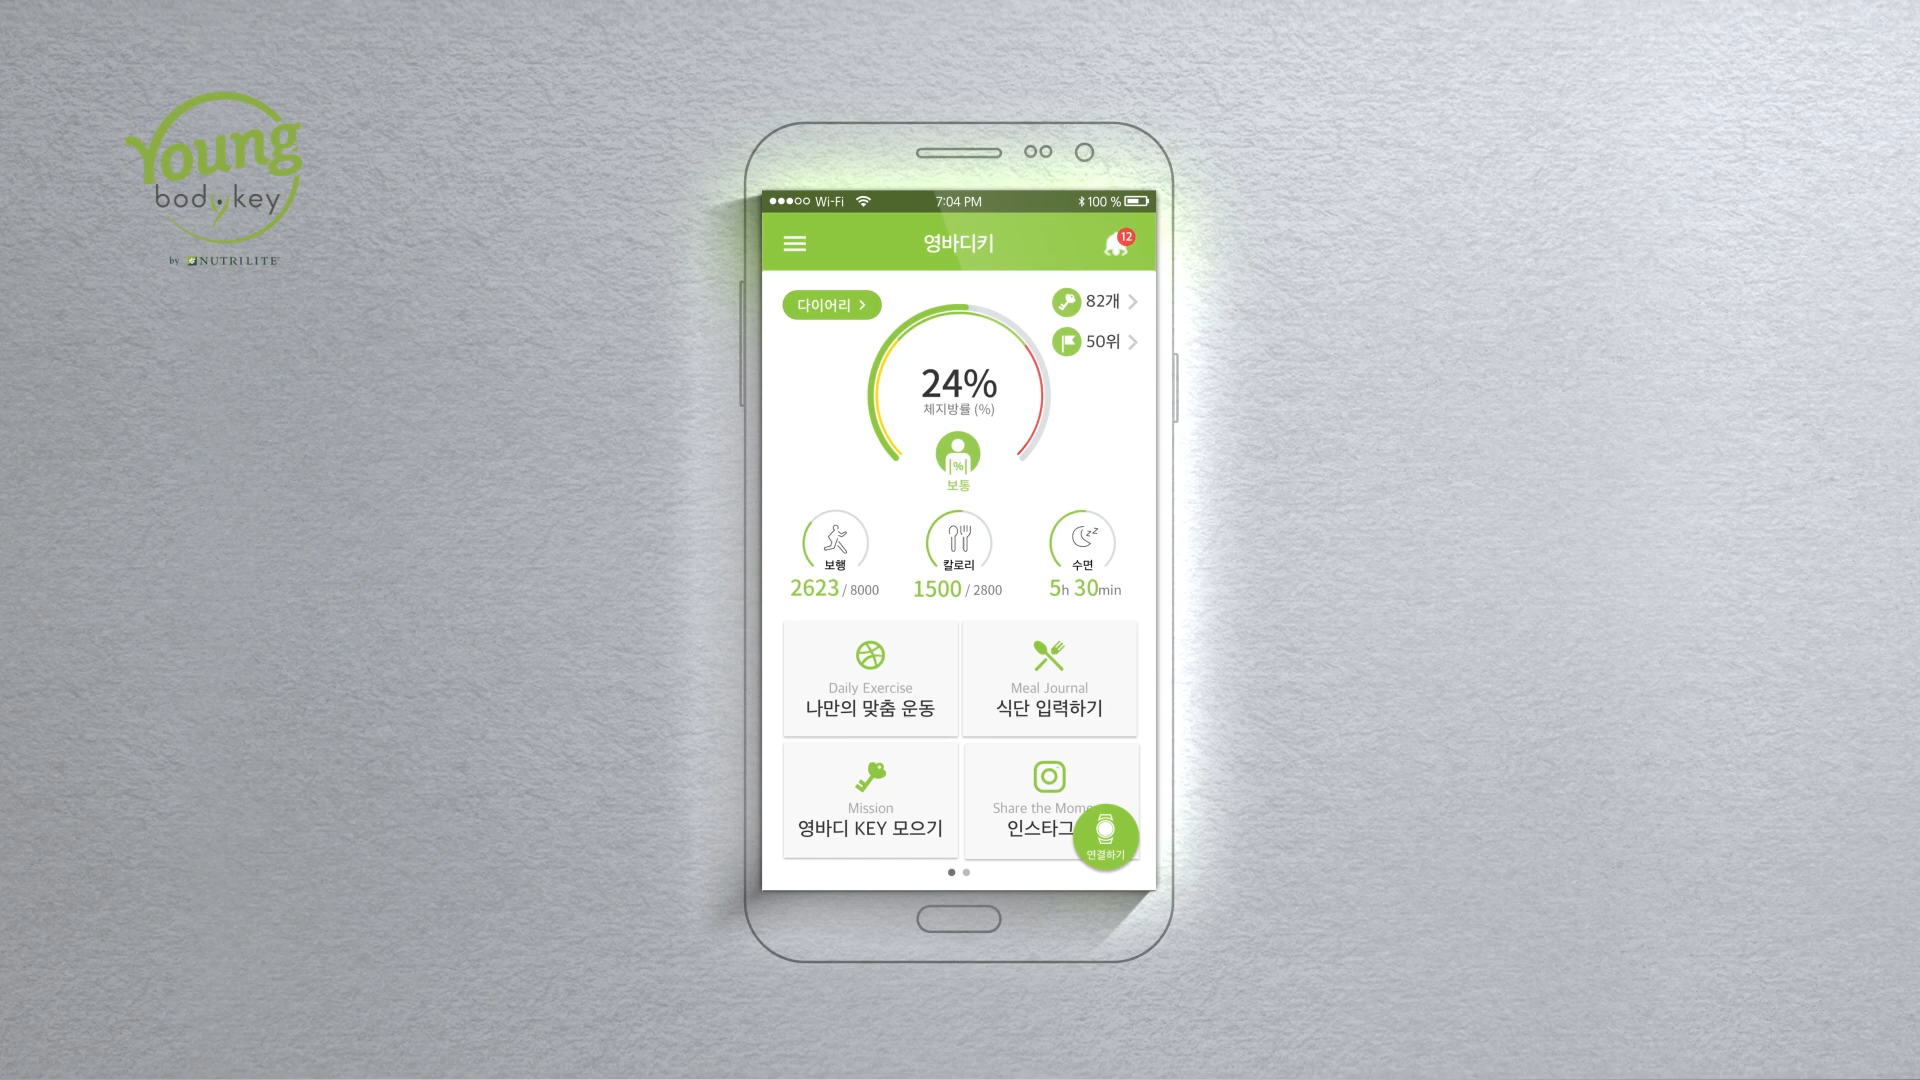 Young
bodykey
by NUTRILITE
Wi-Fi 7:04 PM 100 %
영바디키 12
다이어리
82개
50위
24%
체지방률 (%)
%
보통
보행 칼로리 수면
2623 / 8000 1500 / 2800 5h 30min
Daily Exercise Meal Journal
나만의 맞춤 운동 식단 입력하기
Mission Share the Mom
영바디 KEY 모으기 인스타그
연결하기